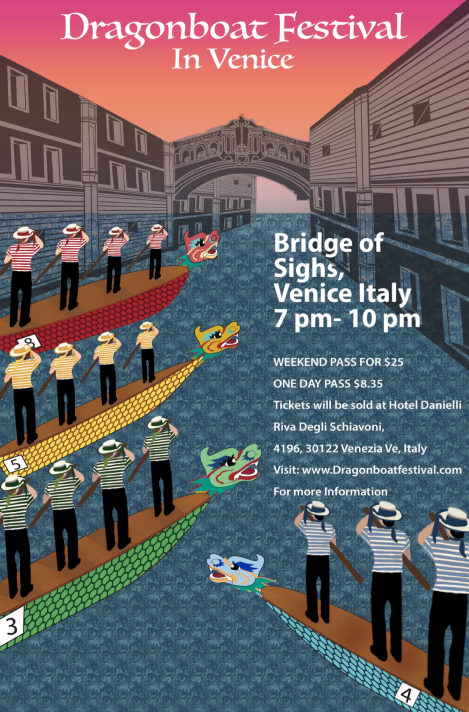 Dragonboat Festival
In Venice
Bridge of
Sighs,
Venice Italy
7 pm- 10 pm
WEEKEND PASS FOR $25
ONE DAY PASS $8.35
Tickets will be sold at Hotel Danielli
Riva Degli Schiavoni,
4196, 30122 Venezia Ve, Italy
Visit: www.Dragonboatfestival.com
For more Information
5
3
4